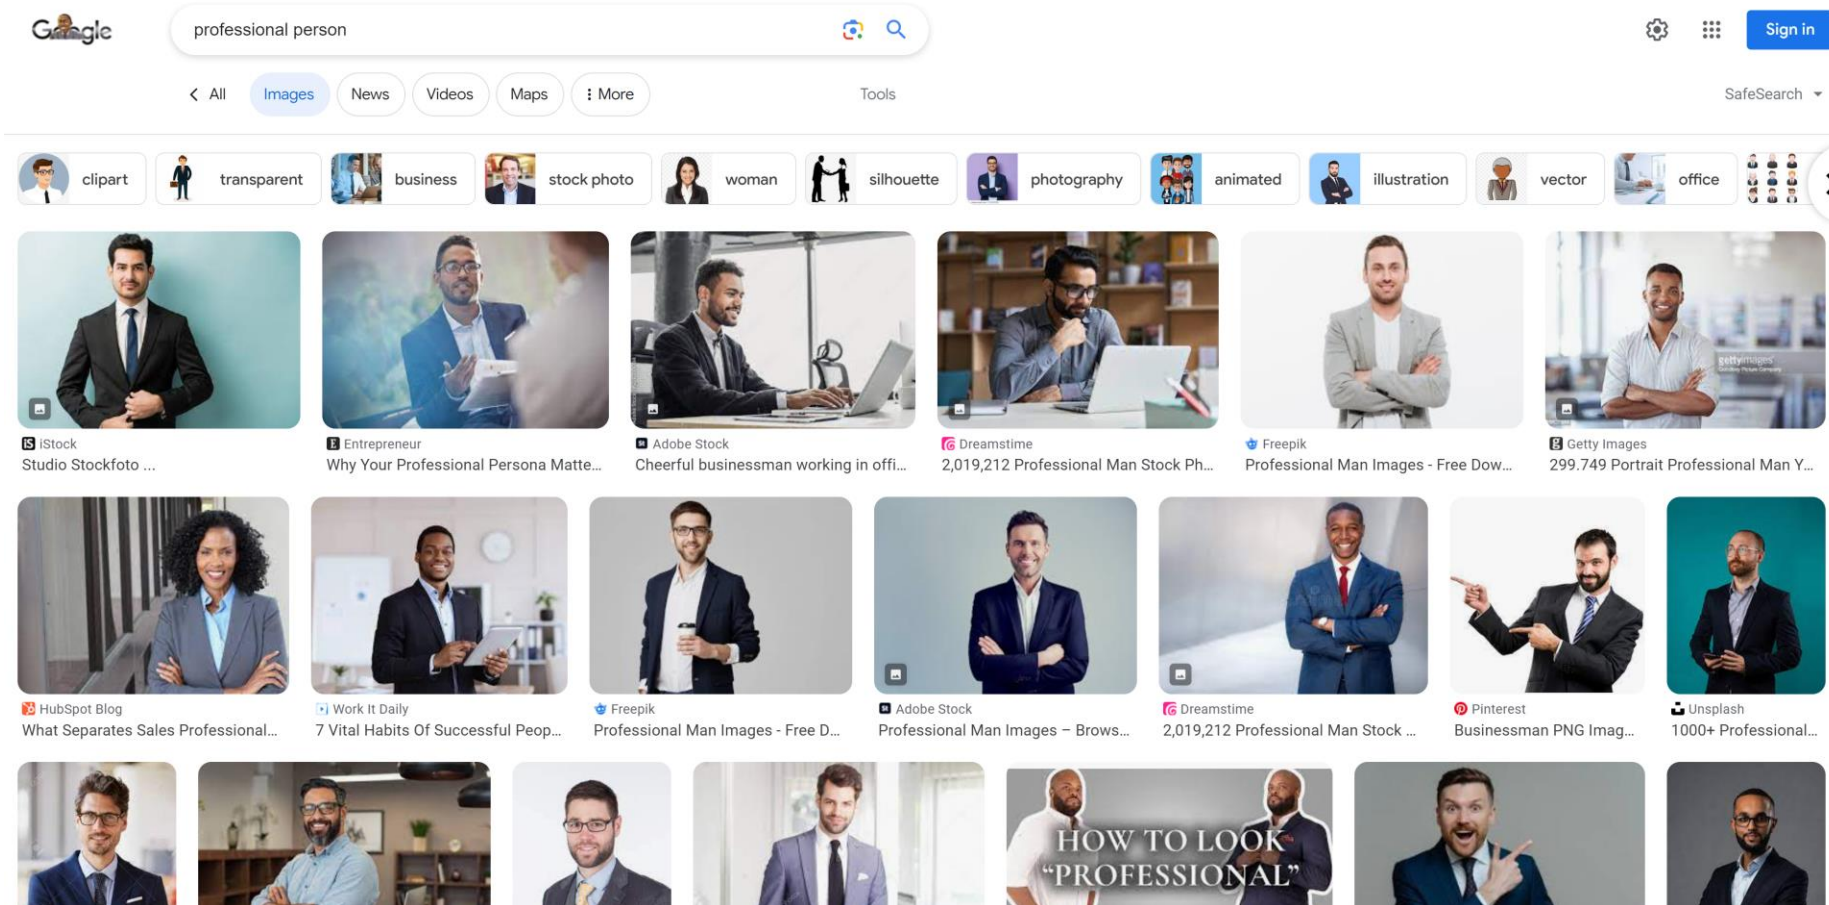 Google
professional person
Sign in
All
Images
News
Videos
Maps
More
Tools
SafeSearch
clipart
transparent
business
stock photo
woman
silhouette
photography
animated
illustration
vector
office
gettyimages
iStock
Studio Stockfoto ...
Entrepreneur
Why Your Professional Persona Matte...
Adobe Stock
Cheerful businessman working in offi...
Dreamstime
2,019,212 Professional Man Stock Ph...
Freepik
Professional Man Images - Free Dow...
Getty Images
299.749 Portrait Professional Man Y...
HubSpot Blog
What Separates Sales Professional...
Work It Daily
7 Vital Habits Of Successful Peop...
Freepik
Professional Man Images - Free D...
Adobe Stock
Professional Man Images – Brows...
Dreamstime
2,019,212 Professional Man Stock ...
Pinterest
Businessman PNG Imag...
Unsplash
1000+ Professional...
HOW TO LOOK
“PROFESSIONAL”